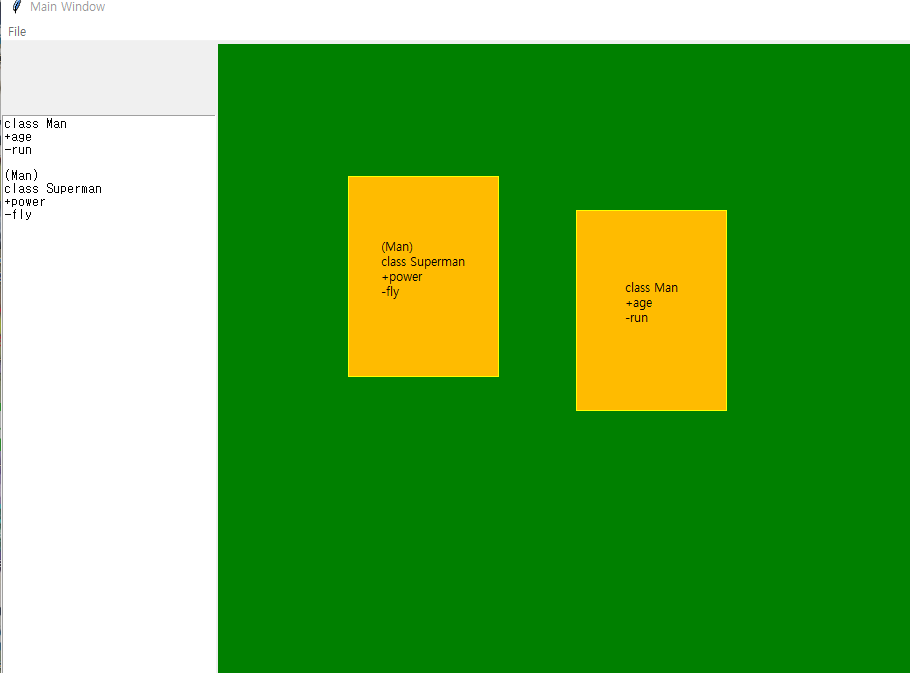 Main Window
File
class Man
+age
-run
(Man)
class Superman
+power
-fly
(Man)
class Superman
+power
-fly
class Man
+age
-run